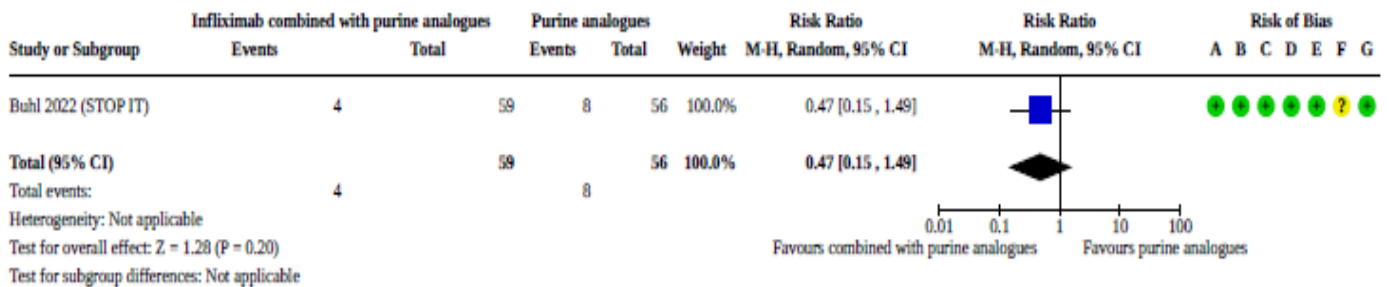 Infliximab combined with purine analogues Purine analogues Risk Ratio Risk Ratio Risk of Bias
Study or Subgroup Events Total Events Total Weight M-H, Random, 95% CI M-H, Random, 95% CI A B C D E F G
Buhl 2022 (STOP IT) 4 59 8 56 100.0% 0.47 [0.15 , 1.49] + + + + + ? +
Total (95% CI) 59 56 100.0% 0.47 [0.15 , 1.49]
Total events: 4 8
Heterogeneity: Not applicable
0.01 0.1 1 10 100
Test for overall effect: Z = 1.28 (P = 0.20) Favours combined with purine analogues Favours purine analogues
Test for subgroup differences: Not applicable